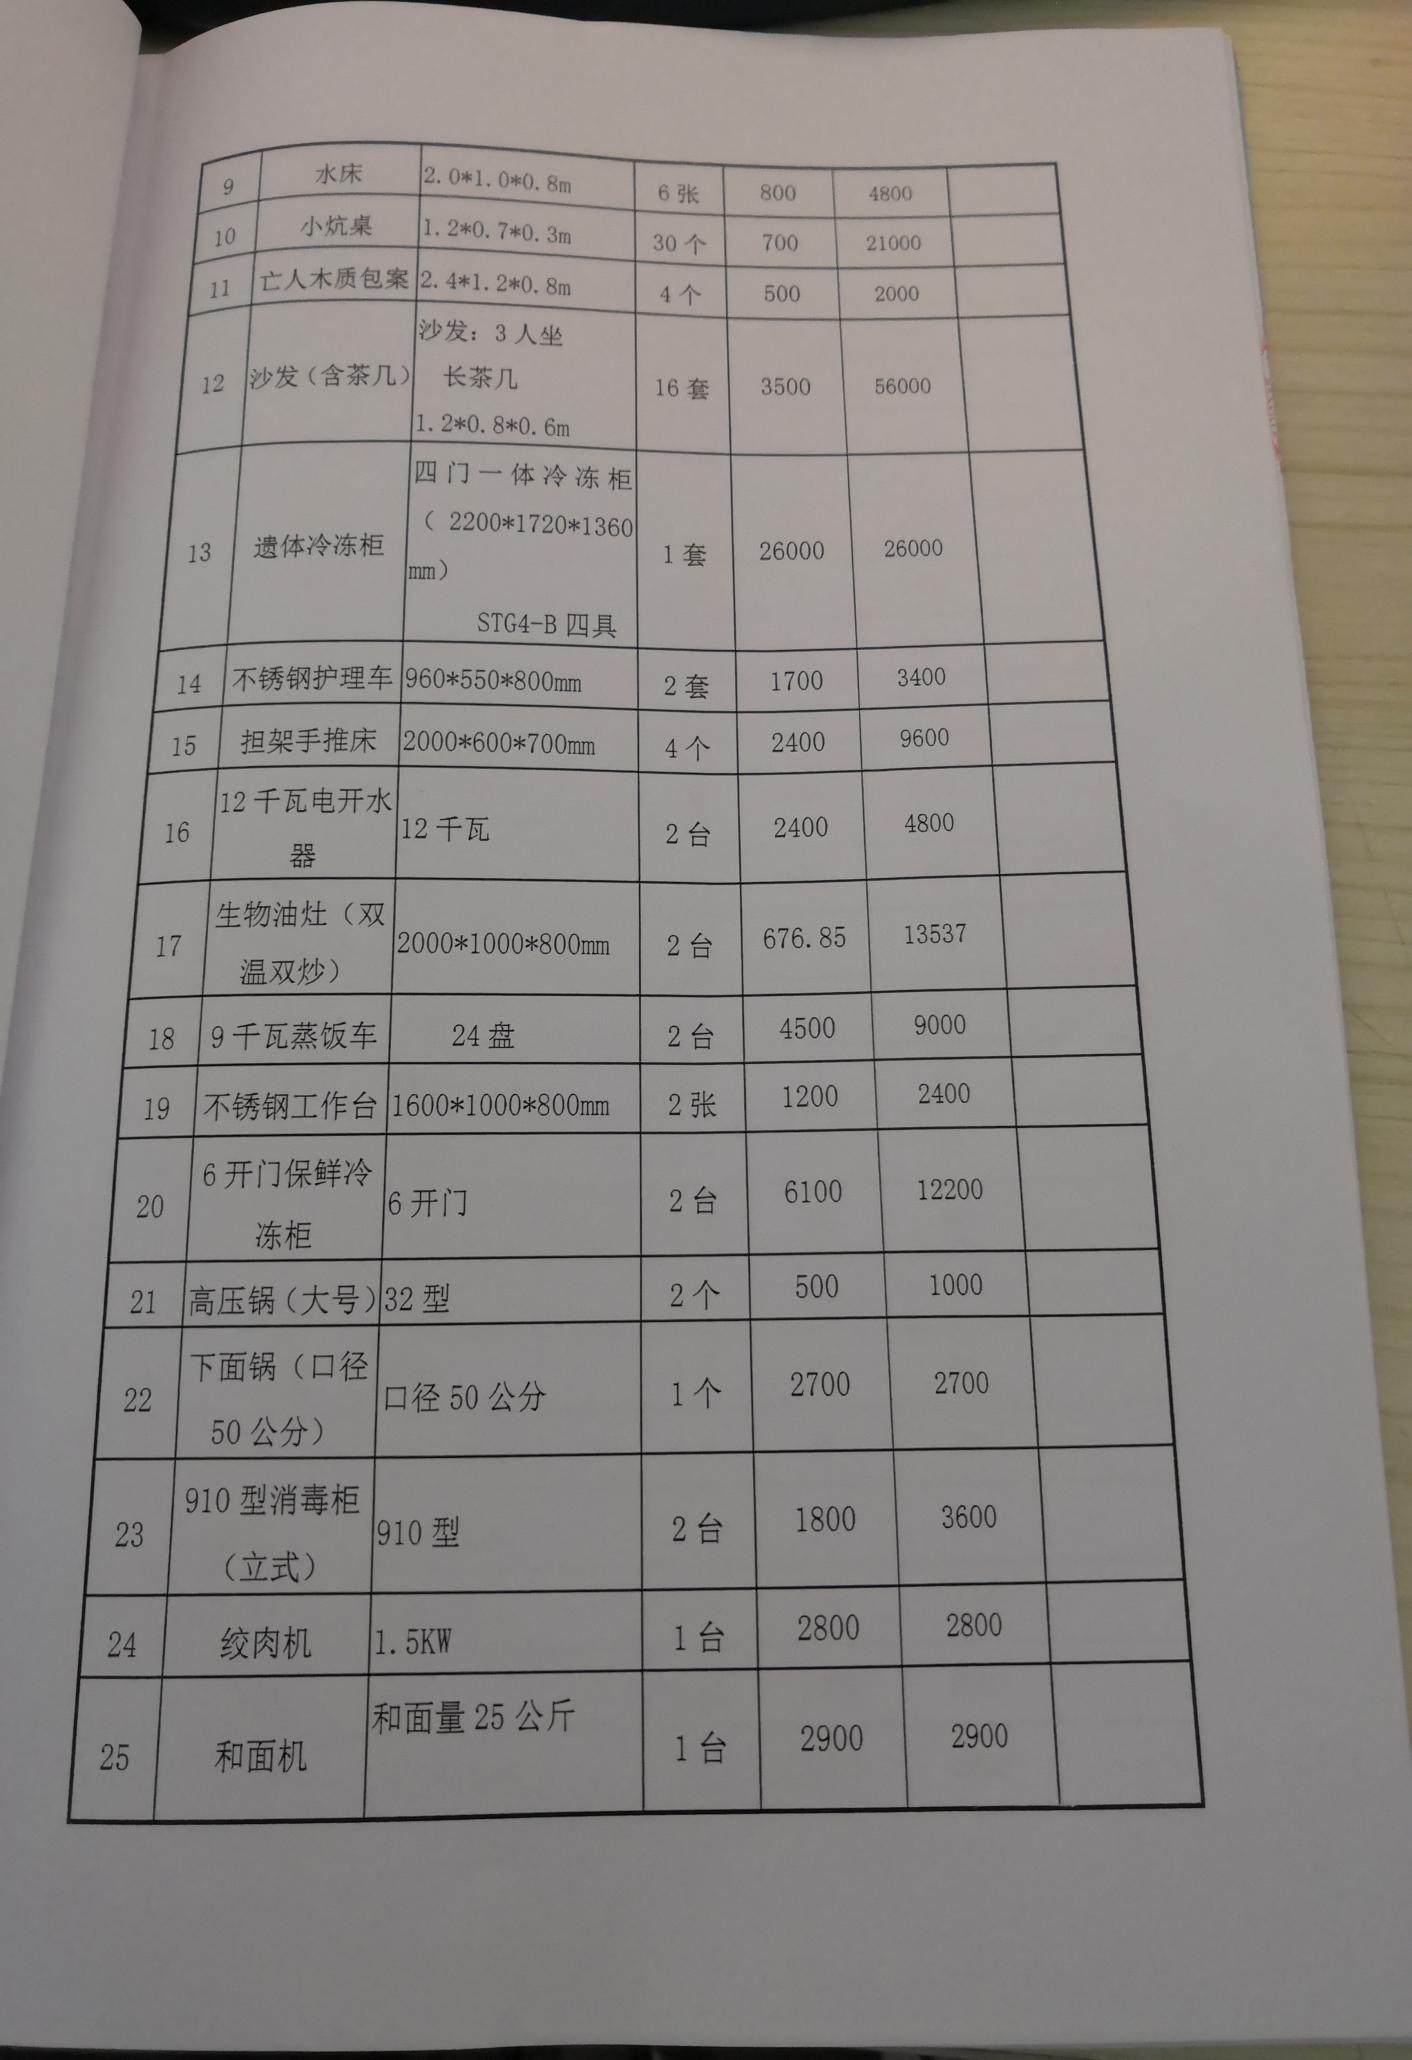 9 水床 2.0*1.0*0.8m 6张 800 4800
10 小炕桌 1.2*0.7*0.3m 30个 700 21000
11 亡人木质包案 2.4*1.2*0.8m 4个 500 2000
12 沙发（含茶几） 沙发：3人坐
长茶几
1.2*0.8*0.6m 16套 3500 56000
13 遗体冷冻柜 四门一体冷冻柜
（2200*1720*1360
mm）
STG4-B四具 1套 26000 26000
14 不锈钢护理车 960*550*800mm 2套 1700 3400
15 担架手推床 2000*600*700mm 4个 2400 9600
16 12千瓦电开水
器 12千瓦 2台 2400 4800
17 生物油灶（双
温双炒） 2000*1000*800mm 2台 676.85 13537
18 9千瓦蒸饭车 24盘 2台 4500 9000
19 不锈钢工作台 1600*1000*800mm 2张 1200 2400
20 6开门保鲜冷
冻柜 6开门 2台 6100 12200
21 高压锅（大号） 32型 2个 500 1000
22 下面锅（口径
50公分） 口径50公分 1个 2700 2700
23 910型消毒柜
（立式） 910型 2台 1800 3600
24 绞肉机 1.5KW 1台 2800 2800
25 和面机 和面量25公斤 1台 2900 2900